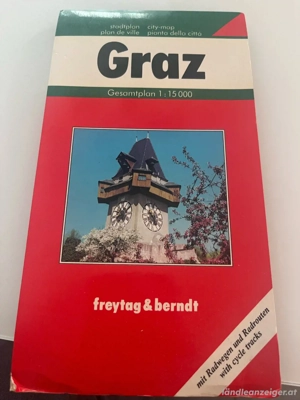 stadtplan city-map
plan de ville pianta della città
Graz
Gesamtplan 1:15 000
freytag & berndt
mit Radwegen und Radrouten
with cycle tracks
ländleanzeiger.at